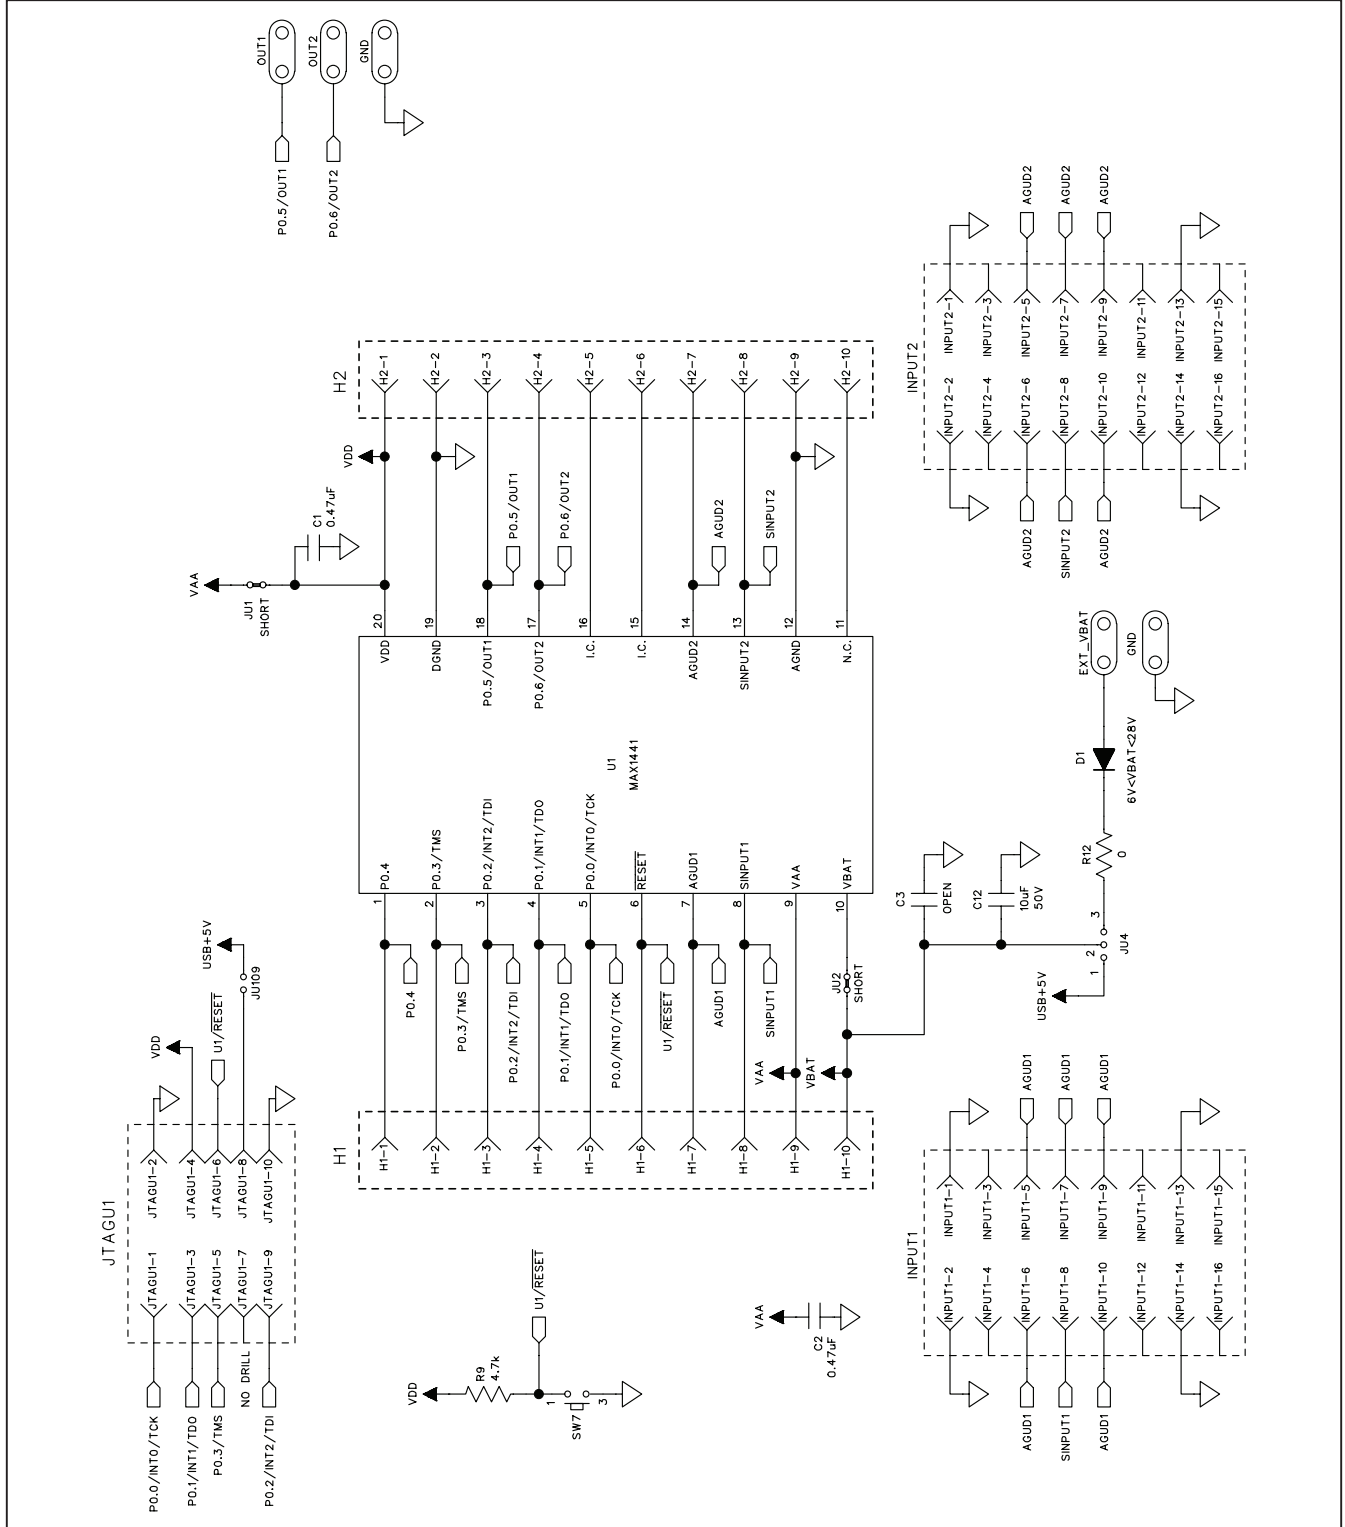 OUT1
OUT2
GND
P0.5/OUT1
P0.6/OUT2
INPUT2
INPUT2-1
INPUT2-3
INPUT2-5
INPUT2-7
INPUT2-9
INPUT2-11
INPUT2-13
INPUT2-15
INPUT2-2
INPUT2-4
INPUT2-6
INPUT2-8
INPUT2-10
INPUT2-12
INPUT2-14
INPUT2-16
AGUD2
AGUD2
AGUD2
AGUD2
SINPUT2
AGUD2
H2
H2-1
H2-2
H2-3
H2-4
H2-5
H2-6
H2-7
H2-8
H2-9
H2-10
VDD
C1
0.47uF
VAA
JU1
SHORT
P0.5/OUT1
P0.6/OUT2
AGUD2
SINPUT2
20
19
18
17
16
15
14
13
12
11
VDD
DGND
P0.5/OUT1
P0.6/OUT2
I.C.
I.C.
AGUD2
SINPUT2
AGND
N.C.
U1
MAX1441
P0.4
P0.3/TMS
P0.2/INT2/TDI
P0.1/INT1/TDO
P0.0/INT0/TCK
RESET
AGUD1
SINPUT1
VAA
VBAT
1
2
3
4
5
6
7
8
9
10
P0.4
P0.3/TMS
P0.2/INT2/TDI
P0.1/INT1/TDO
P0.0/INT0/TCK
U1/RESET
AGUD1
SINPUT1
JU2
SHORT
VAA
VBAT
H1
H1-1
H1-2
H1-3
H1-4
H1-5
H1-6
H1-7
H1-8
H1-9
H1-10
EXT_VBAT
GND
D1
6V<VBAT<28V
R12
0
C3
OPEN
C12
10uF
50V
3
2
1
JU4
USB+5V
USB+5V
JU109
U1/RESET
VDD
JTAGU1
JTAGU1-2
JTAGU1-4
JTAGU1-6
JTAGU1-8
JTAGU1-10
JTAGU1-1
JTAGU1-3
JTAGU1-5
JTAGU1-7
JTAGU1-9
NO DRILL
P0.0/INT0/TCK
P0.1/INT1/TDO
P0.3/TMS
P0.2/INT2/TDI
U1/RESET
R9
4.7k
VDD
1
3
SW7
VAA
C2
0.47uF
INPUT1
INPUT1-1
INPUT1-3
INPUT1-5
INPUT1-7
INPUT1-9
INPUT1-11
INPUT1-13
INPUT1-15
INPUT1-2
INPUT1-4
INPUT1-6
INPUT1-8
INPUT1-10
INPUT1-12
INPUT1-14
INPUT1-16
AGUD1
AGUD1
AGUD1
AGUD1
SINPUT1
AGUD1